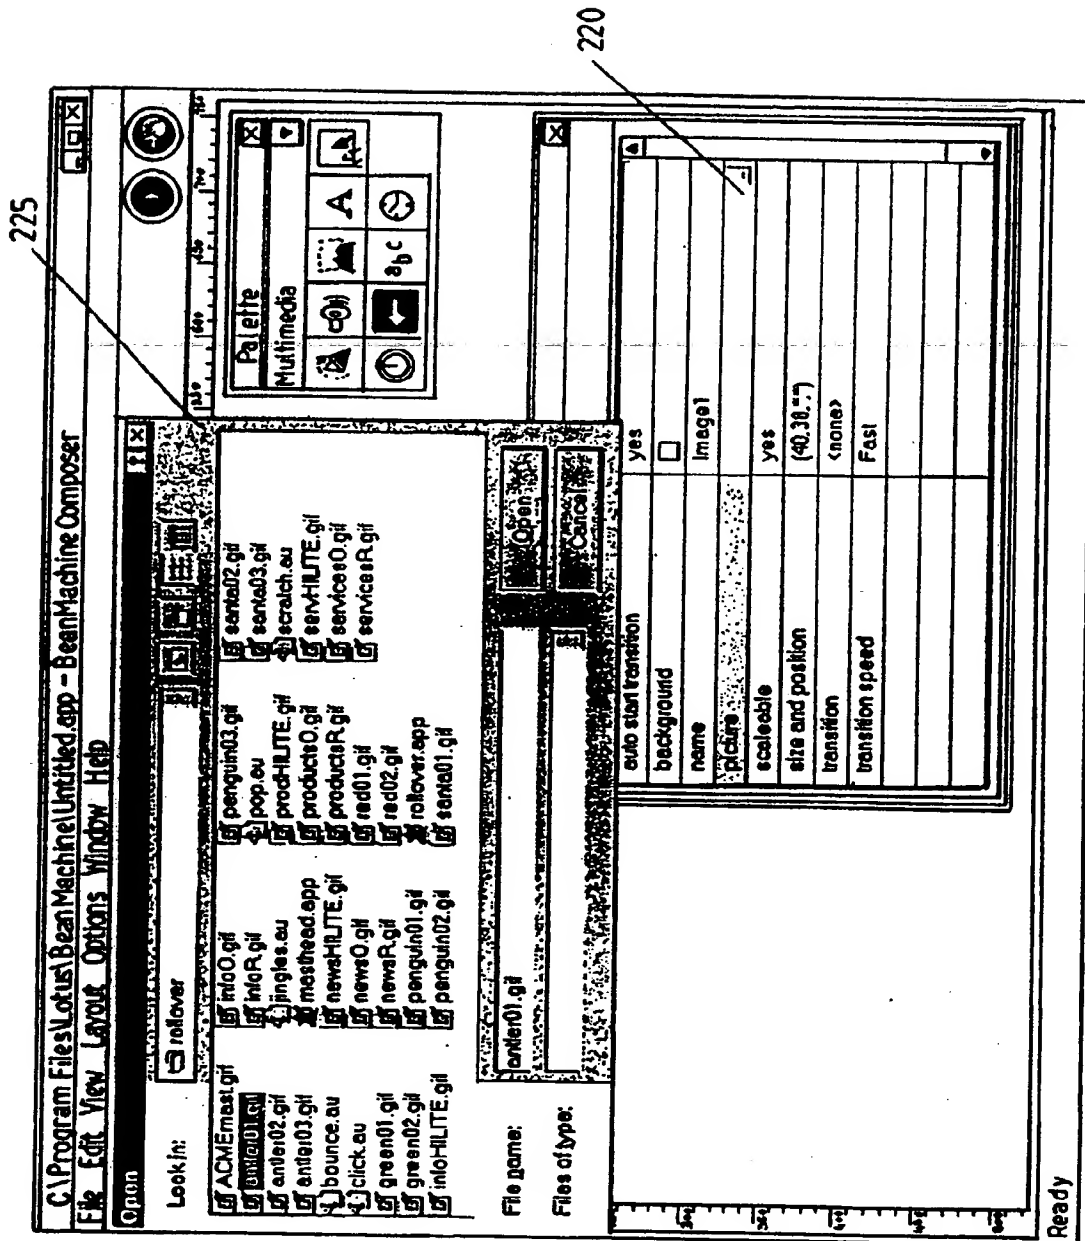 225
C:\Program Files\Lotus\BeanMachine\Untitled.app - BeanMachine Composer
File Edit View Layout Options Window Help
Open
Look in:
rollover
ACMEmast.gif
antler01.gif
antler02.gif
antler03.gif
bounce.au
click.au
green01.gif
green02.gif
infoHILITE.gif
infoO.gif
infoR.gif
jingles.au
masthead.app
newsHILITE.gif
newsO.gif
newsR.gif
penguin01.gif
penguin02.gif
penguin03.gif
pop.au
prodHILITE.gif
productsO.gif
productsR.gif
red01.gif
red02.gif
rollover.app
santa01.gif
santa02.gif
santa03.gif
scratch.au
servHILITE.gif
servicesO.gif
servicesR.gif
File name:
antler01.gif
Open
Files of type:
Cancel
Palette
Multimedia
A
abc
auto start transition yes
background
name Image1
picture
scaleable yes
size and position
transition <none>
transition speed Fast
220
Ready